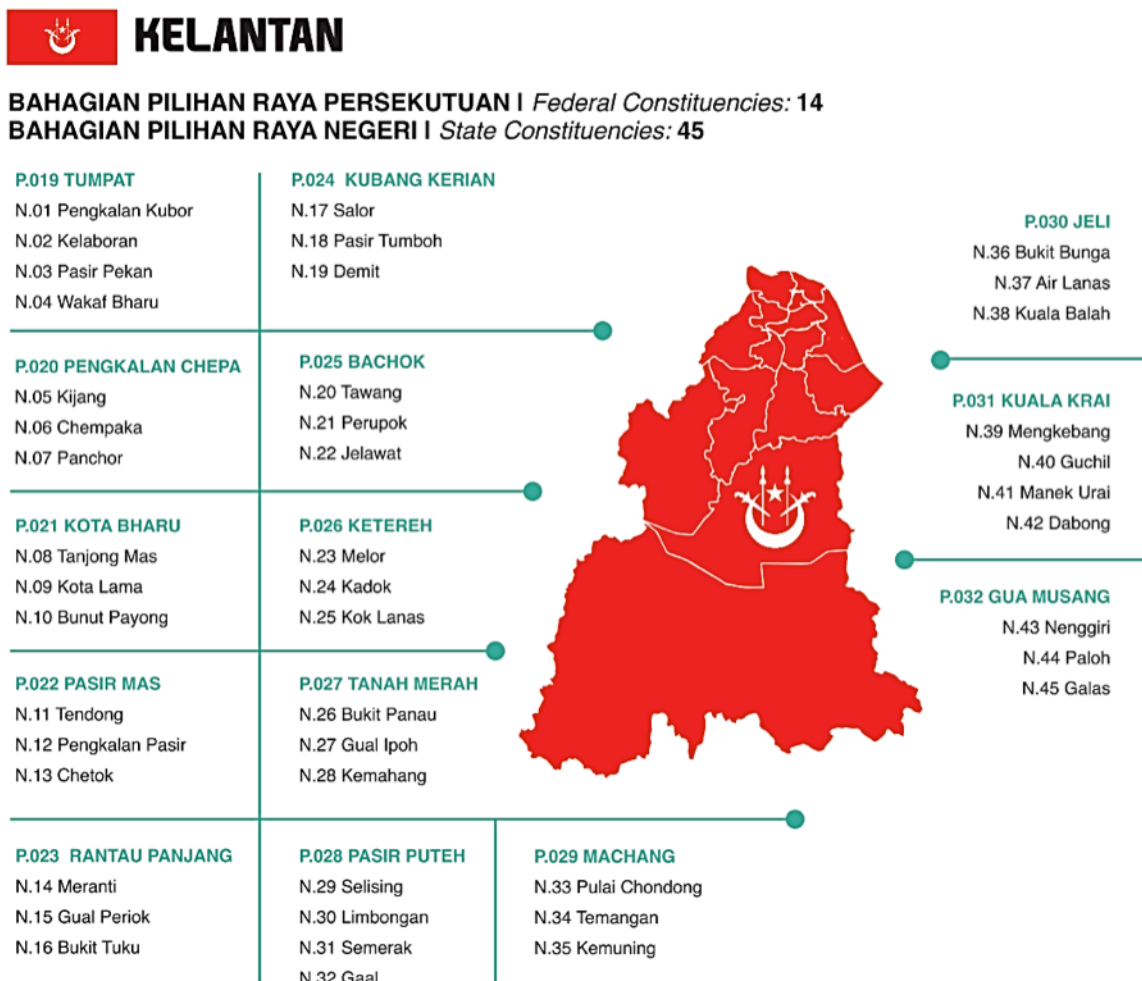 KELANTAN
BAHAGIAN PILIHAN RAYA PERSEKUTUAN | Federal Constituencies: 14
BAHAGIAN PILIHAN RAYA NEGERI | State Constituencies: 45
P.019 TUMPAT
N.01 Pengkalan Kubor
N.02 Kelaboran
N.03 Pasir Pekan
N.04 Wakaf Bharu
P.020 PENGKALAN CHEPA
N.05 Kijang
N.06 Chempaka
N.07 Panchor
P.021 KOTA BHARU
N.08 Tanjong Mas
N.09 Kota Lama
N.10 Bunut Payong
P.022 PASIR MAS
N.11 Tendong
N.12 Pengkalan Pasir
N.13 Chetok
P.023 RANTAU PANJANG
N.14 Meranti
N.15 Gual Periok
N.16 Bukit Tuku
P.024 KUBANG KERIAN
N.17 Salor
N.18 Pasir Tumboh
N.19 Demit
P.025 BACHOK
N.20 Tawang
N.21 Perupok
N.22 Jelawat
P.026 KETEREH
N.23 Melor
N.24 Kadok
N.25 Kok Lanas
P.027 TANAH MERAH
N.26 Bukit Panau
N.27 Gual Ipoh
N.28 Kemahang
P.028 PASIR PUTEH
N.29 Selising
N.30 Limbongan
N.31 Semerak
N.32 Gaal
P.029 MACHANG
N.33 Pulai Chondong
N.34 Temangan
N.35 Kemuning
P.030 JELI
N.36 Bukit Bunga
N.37 Air Lanas
N.38 Kuala Balah
P.031 KUALA KRAI
N.39 Mengkebang
N.40 Guchil
N.41 Manek Urai
N.42 Dabong
P.032 GUA MUSANG
N.43 Nenggiri
N.44 Paloh
N.45 Galas